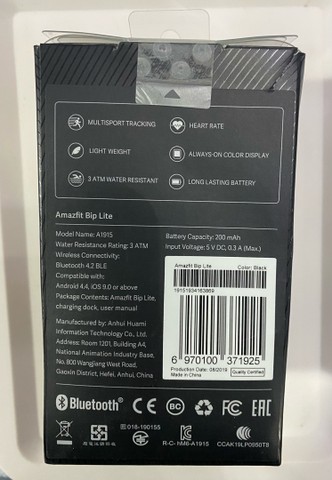 MULTISPORT TRACKING
HEART RATE
LIGHT WEIGHT
ALWAYS-ON COLOR DISPLAY
3 ATM WATER RESISTANT
LONG LASTING BATTERY
Amazfit Bip Lite
Model Name: A1915
Water Resistance Rating: 3 ATM
Wireless Connectivity:
Bluetooth 4.2 BLE
Compatible with:
Android 4.4, iOS 9.0 or above
Package Contents: Amazfit Bip Lite,
charging dock, user manual
Manufactured by: Anhui Huami
Information Technology Co., Ltd.
Address: Room 1201, Building A4,
National Animation Industry Base,
No. 800 Wangjiang West Road,
Gaoxin District, Hefei, Anhui, China
Battery Capacity: 200 mAh
Input Voltage: 5 V DC, 0.3 A (Max.)
Amazfit Bip Lite Color: Black
19151934163869
6 970100 371925
Quality Certified
Made in China
Bluetooth®
CE
BC
FC
EAC
018-190155
R-C-HM6-A1915
CCAK19LP0050T8